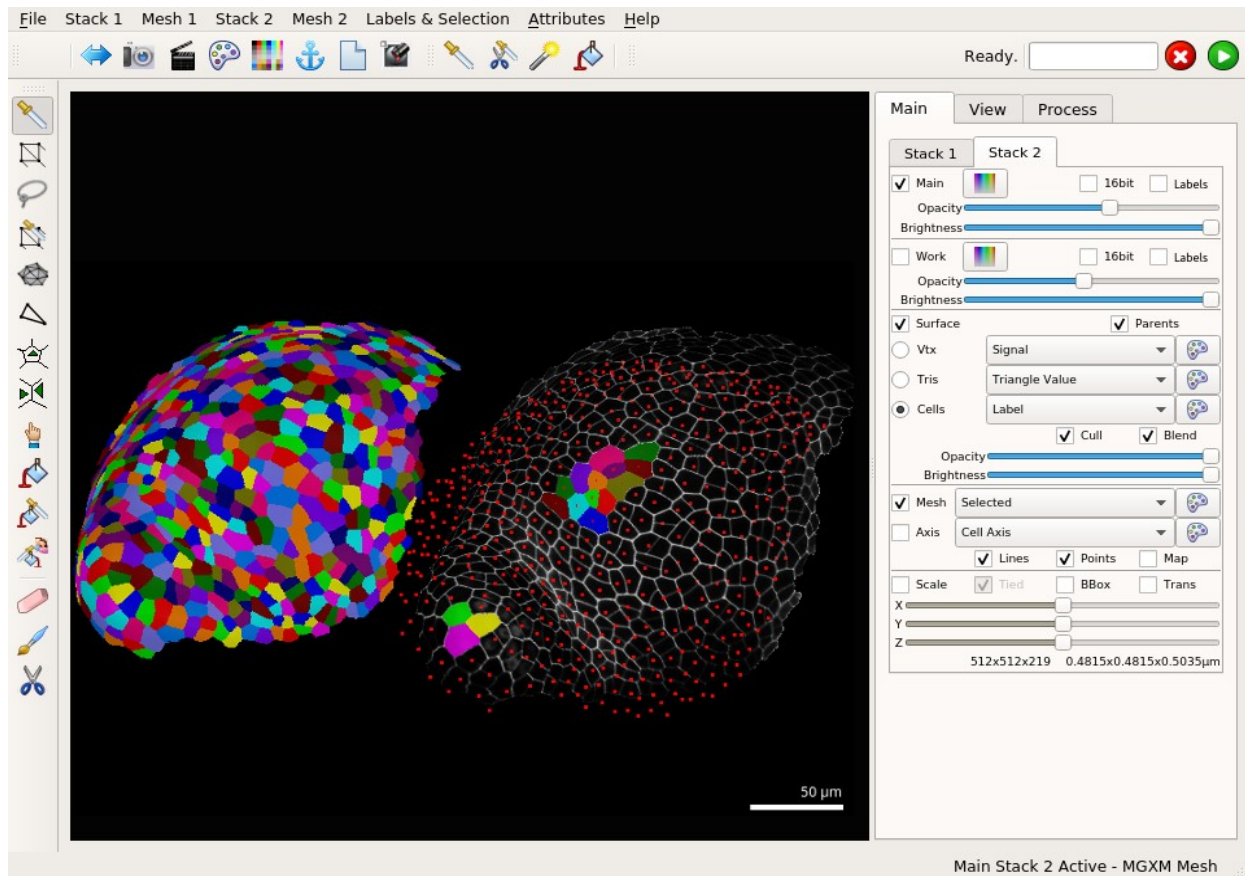 File Stack 1 Mesh 1 Stack 2 Mesh 2 Labels & Selection Attributes Help
Ready.
Main View Process
Stack 1 Stack 2
Main 16bit Labels
Opacity
Brightness
Work 16bit Labels
Opacity
Brightness
Surface Parents
Vtx Signal
Tris Triangle Value
Cells Label
Cull Blend
Opacity
Brightness
Mesh Selected
Axis Cell Axis
Lines Points Map
Scale Tied BBox Trans
X
Y
Z
512x512x219 0.4815x0.4815x0.5035µm
50 µm
Main Stack 2 Active - MGXM Mesh